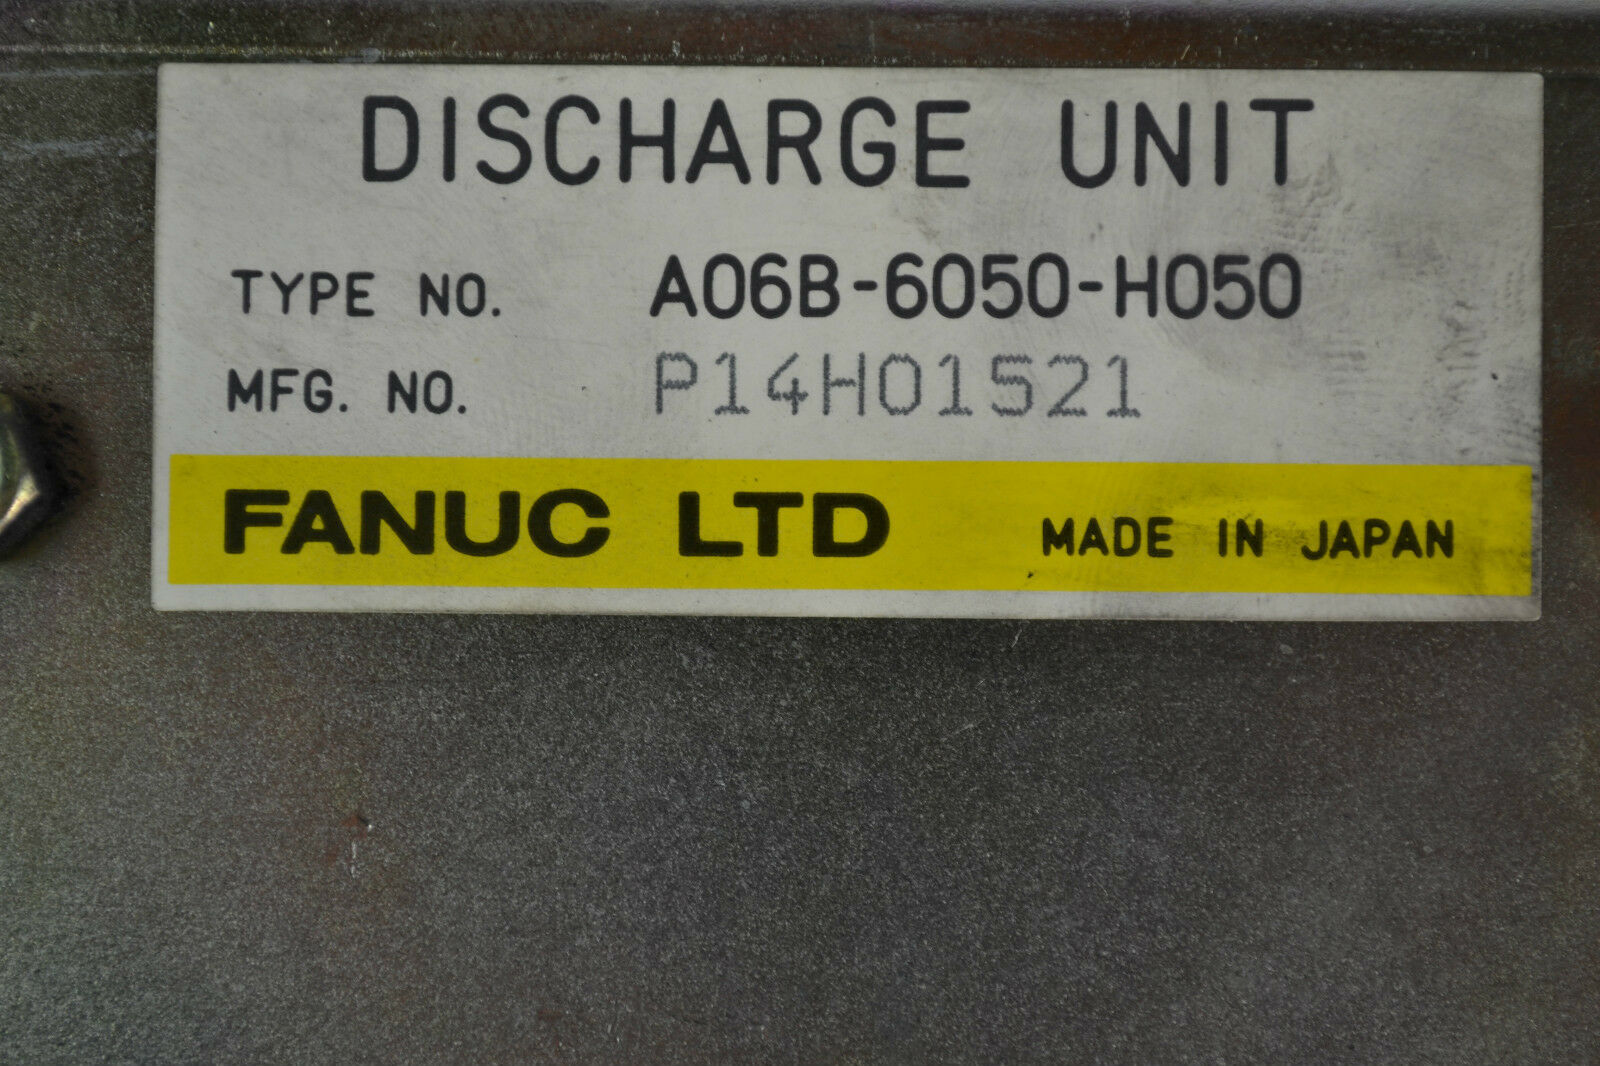 DISCHARGE UNIT
TYPE NO. A06B-6050-H050
MFG. NO. P14H01521
FANUC LTD MADE IN JAPAN